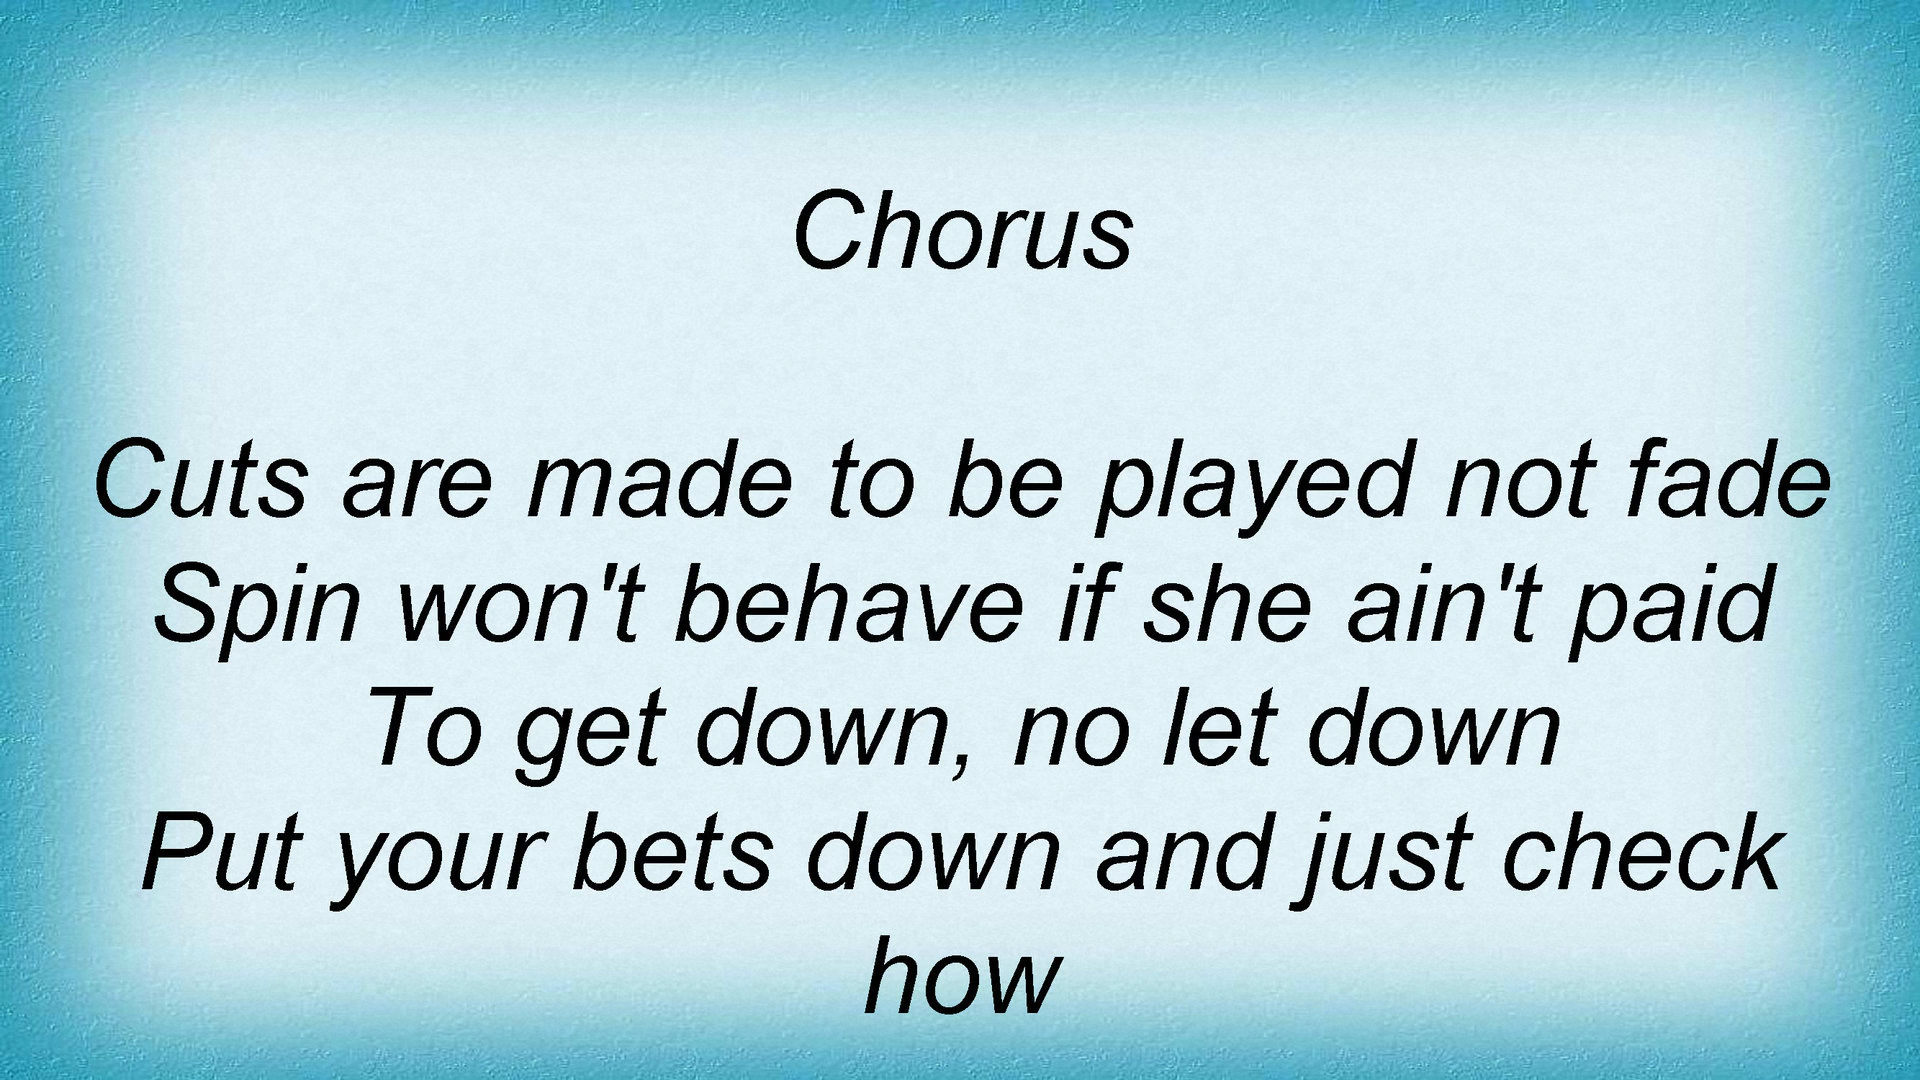 Chorus
Cuts are made to be played not fade
Spin won't behave if she ain't paid
To get down, no let down
Put your bets down and just check
how